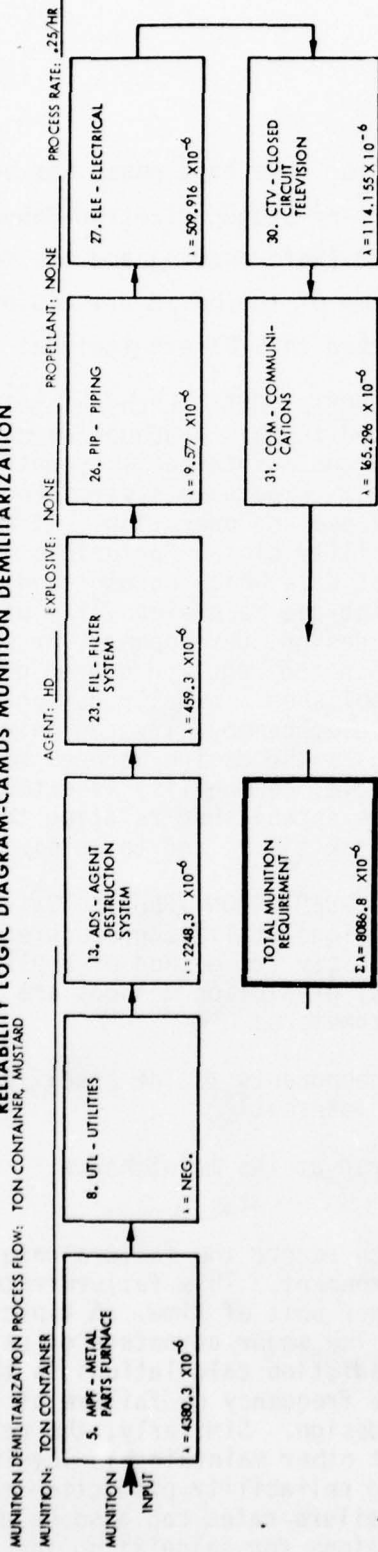 RELIABILITY LOGIC DIAGRAM-CAMDS MUNITION DEMILITARIZATION
MUNITION DEMILITARIZATION PROCESS FLOW: TON CONTAINER, MUSTARD
MUNITION: TON CONTAINER AGENT: HD EXPLOSIVE: NONE PROPELLANT: NONE PROCESS RATE: .25/HR
MUNITION
INPUT
5. MPF - METAL
PARTS FURNACE
λ = 4380.3 X10-6
8. UTL - UTILITIES
λ = NEG.
13. ADS - AGENT
DESTRUCTION
SYSTEM
. = 2248.3 X10-6
23. FIL - FILTER
SYSTEM
λ = 459.3 X10-6
26. PIP - PIPING
λ = 9.577 X10-6
27. ELE - ELECTRICAL
λ = 509.916 X10-6
30. CTV - CLOSED
CIRCUIT
TELEVISION
λ = 114.155 X10-6
31. COM - COMMUNI-
CATIONS
λ = 165.296 X10-6
TOTAL MUNITION
REQUIREMENT
Σλ = 8086.8 X10-6